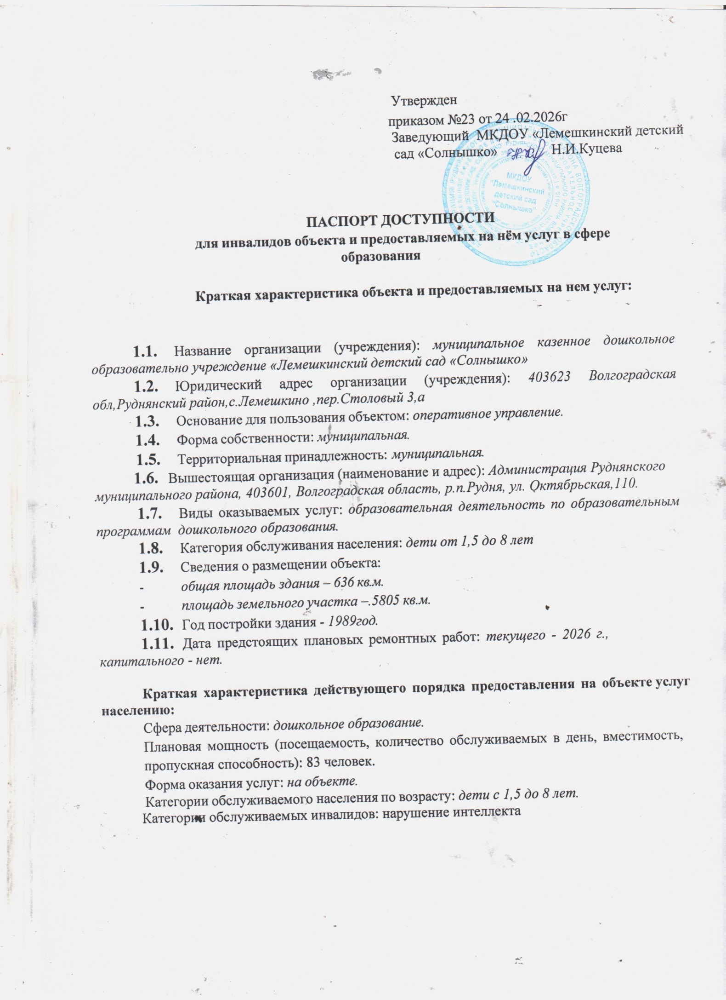 Утвержден
приказом №23 от 24 .02.2026г
Заведующий МКДОУ «Лемешкинский детский
сад «Солнышко» Н.И.Куцева
МКДОУ
"Лемешкинский
детский сад
"Солнышко"
ПАСПОРТ ДОСТУПНОСТИ
для инвалидов объекта и предоставляемых на нём услуг в сфере
образования
Краткая характеристика объекта и предоставляемых на нем услуг:
1.1. Название организации (учреждения): муниципальное казенное дошкольное
образовательно учреждение «Лемешкинский детский сад «Солнышко»
1.2. Юридический адрес организации (учреждения): 403623 Волгоградская
обл,Руднянский район,с.Лемешкино ,пер.Столовый 3,а
1.3. Основание для пользования объектом: оперативное управление.
1.4. Форма собственности: муниципальная.
1.5. Территориальная принадлежность: муниципальная.
1.6. Вышестоящая организация (наименование и адрес): Администрация Руднянского
муниципального района, 403601, Волгоградская область, р.п.Рудня, ул. Октябрьская,110.
1.7. Виды оказываемых услуг: образовательная деятельность по образовательным
программам дошкольного образования.
1.8. Категория обслуживания населения: дети от 1,5 до 8 лет
1.9. Сведения о размещении объекта:
- общая площадь здания – 636 кв.м.
- площадь земельного участка –.5805 кв.м.
1.10. Год постройки здания - 1989год.
1.11. Дата предстоящих плановых ремонтных работ: текущего - 2026 г.,
капитального - нет.
Краткая характеристика действующего порядка предоставления на объекте услуг
населению:
Сфера деятельности: дошкольное образование.
Плановая мощность (посещаемость, количество обслуживаемых в день, вместимость,
пропускная способность): 83 человек.
Форма оказания услуг: на объекте.
Категории обслуживаемого населения по возрасту: дети с 1,5 до 8 лет.
Категории обслуживаемых инвалидов: нарушение интеллекта